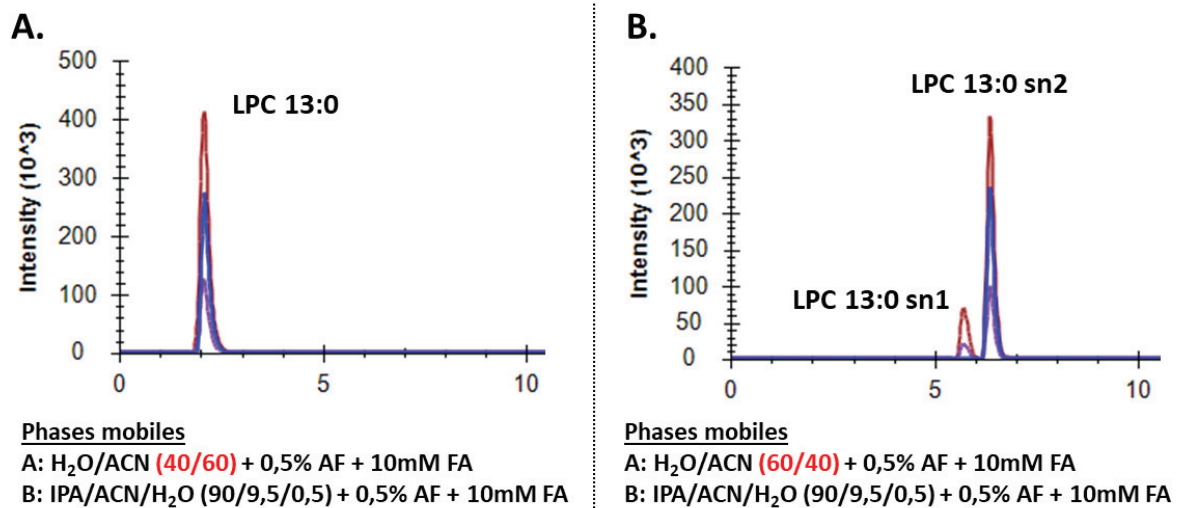 A.
500
400
300
200
100
0
Intensity (10^3)
LPC 13:0
0 5 10
Phases mobiles
A: H₂O/ACN (40/60) + 0,5% AF + 10mM FA
B: IPA/ACN/H₂O (90/9,5/0,5) + 0,5% AF + 10mM FA
B.
400
350
300
250
200
150
100
50
0
Intensity (10^3)
LPC 13:0 sn2
LPC 13:0 sn1
0 5 10
Phases mobiles
A: H₂O/ACN (60/40) + 0,5% AF + 10mM FA
B: IPA/ACN/H₂O (90/9,5/0,5) + 0,5% AF + 10mM FA